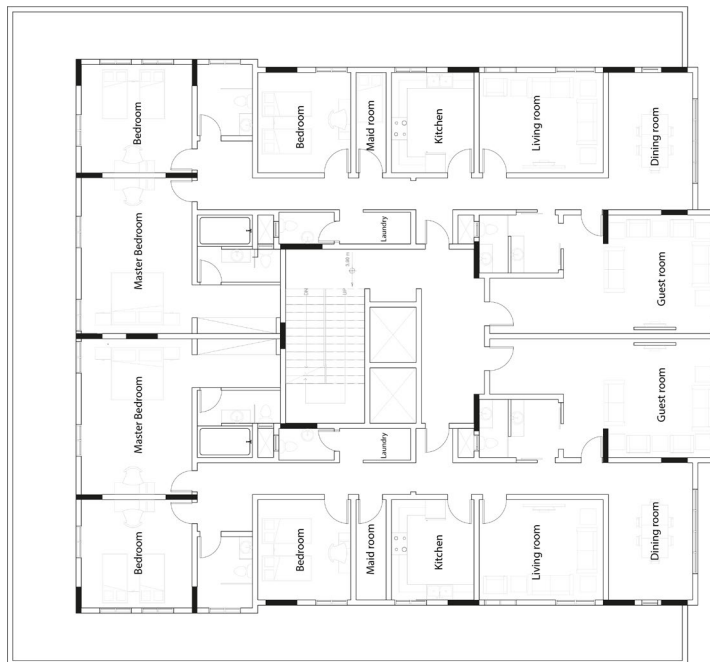 Bedroom
Bedroom
Maid room
Kitchen
Living room
Dining room
Master Bedroom
Laundry
Guest room
Master Bedroom
Laundry
Guest room
Bedroom
Bedroom
Maid room
Kitchen
Living room
Dining room